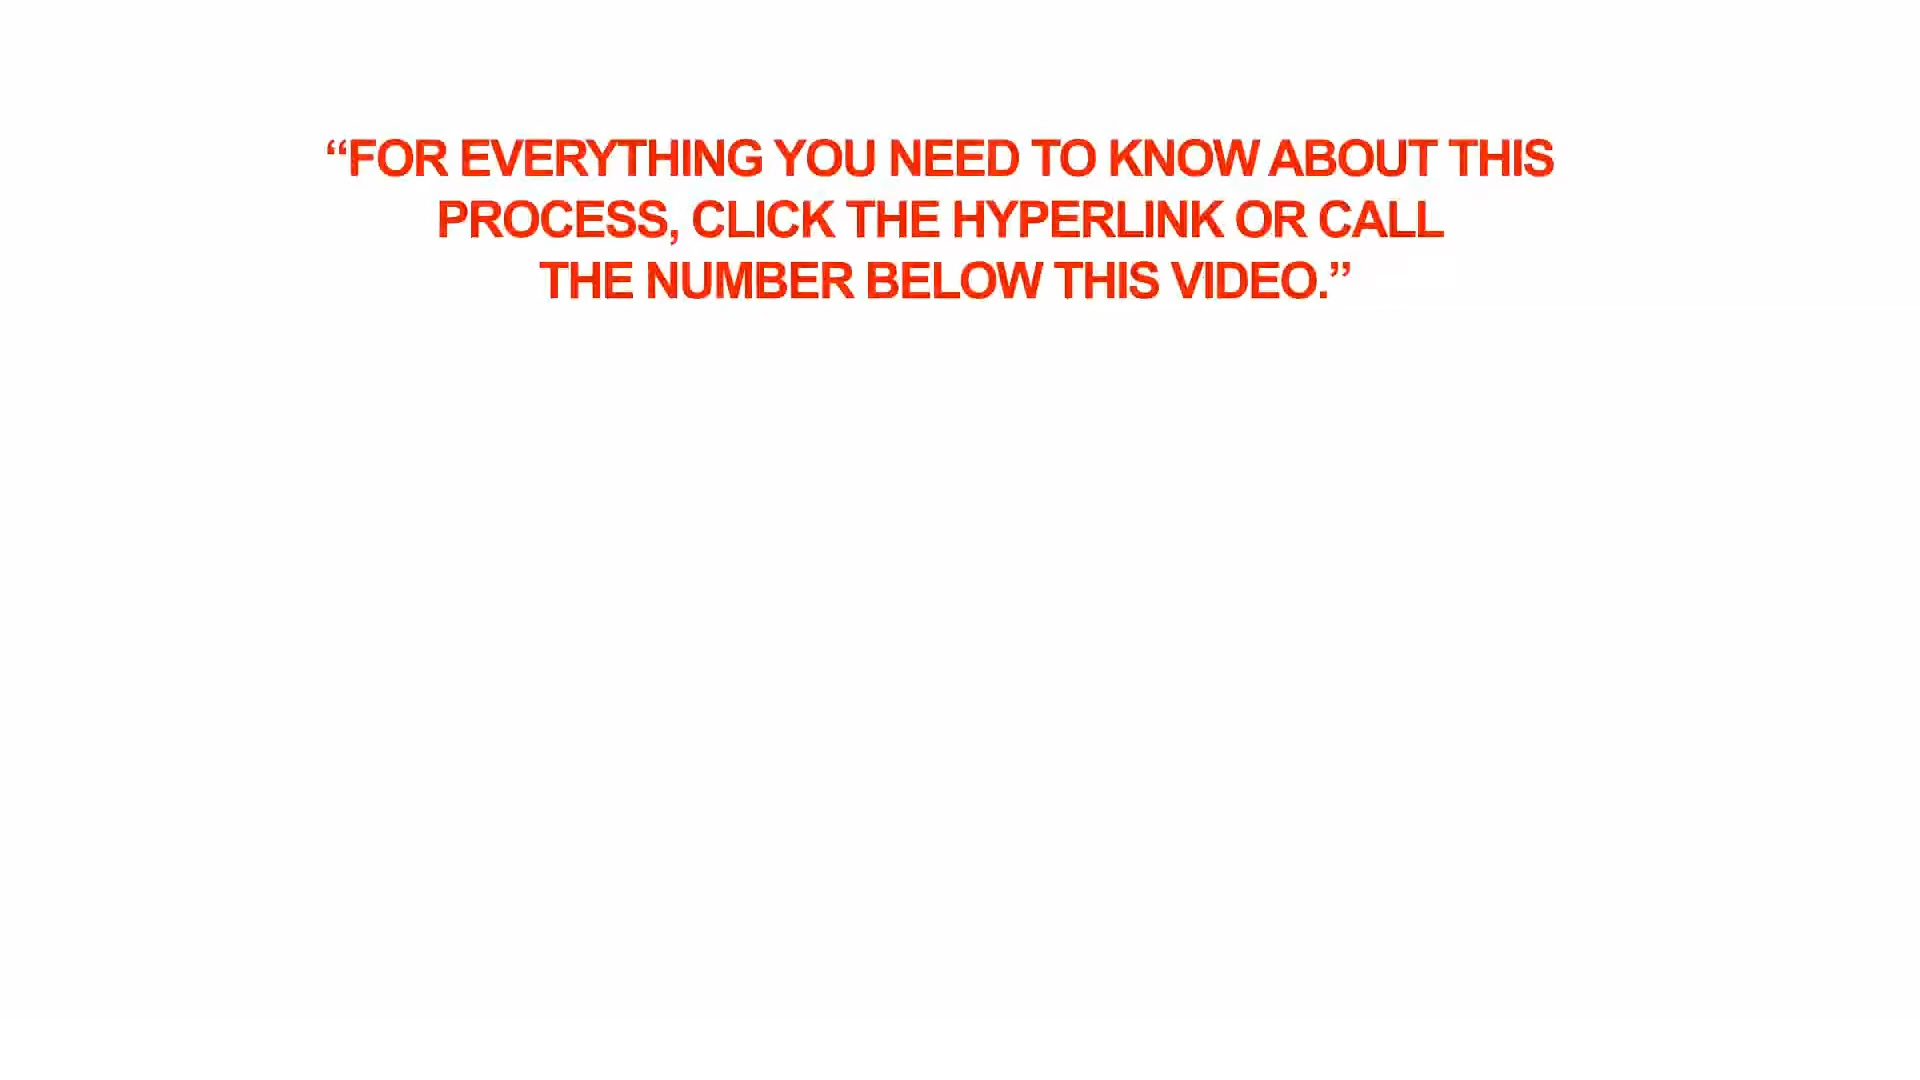 “FOR EVERYTHING YOU NEED TO KNOW ABOUT THIS
PROCESS, CLICK THE HYPERLINK OR CALL
THE NUMBER BELOW THIS VIDEO.”